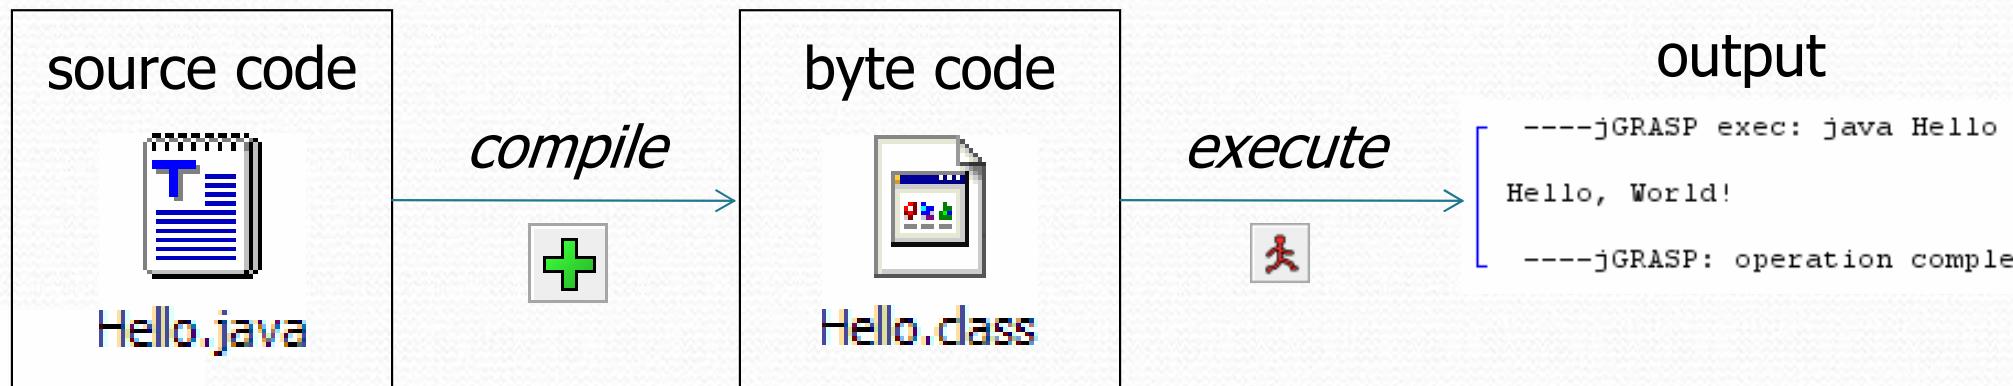 source code
Hello.java
compile
byte code
Hello.class
execute
output
----jGRASP exec: java Hello
Hello, World!
----jGRASP: operation comple